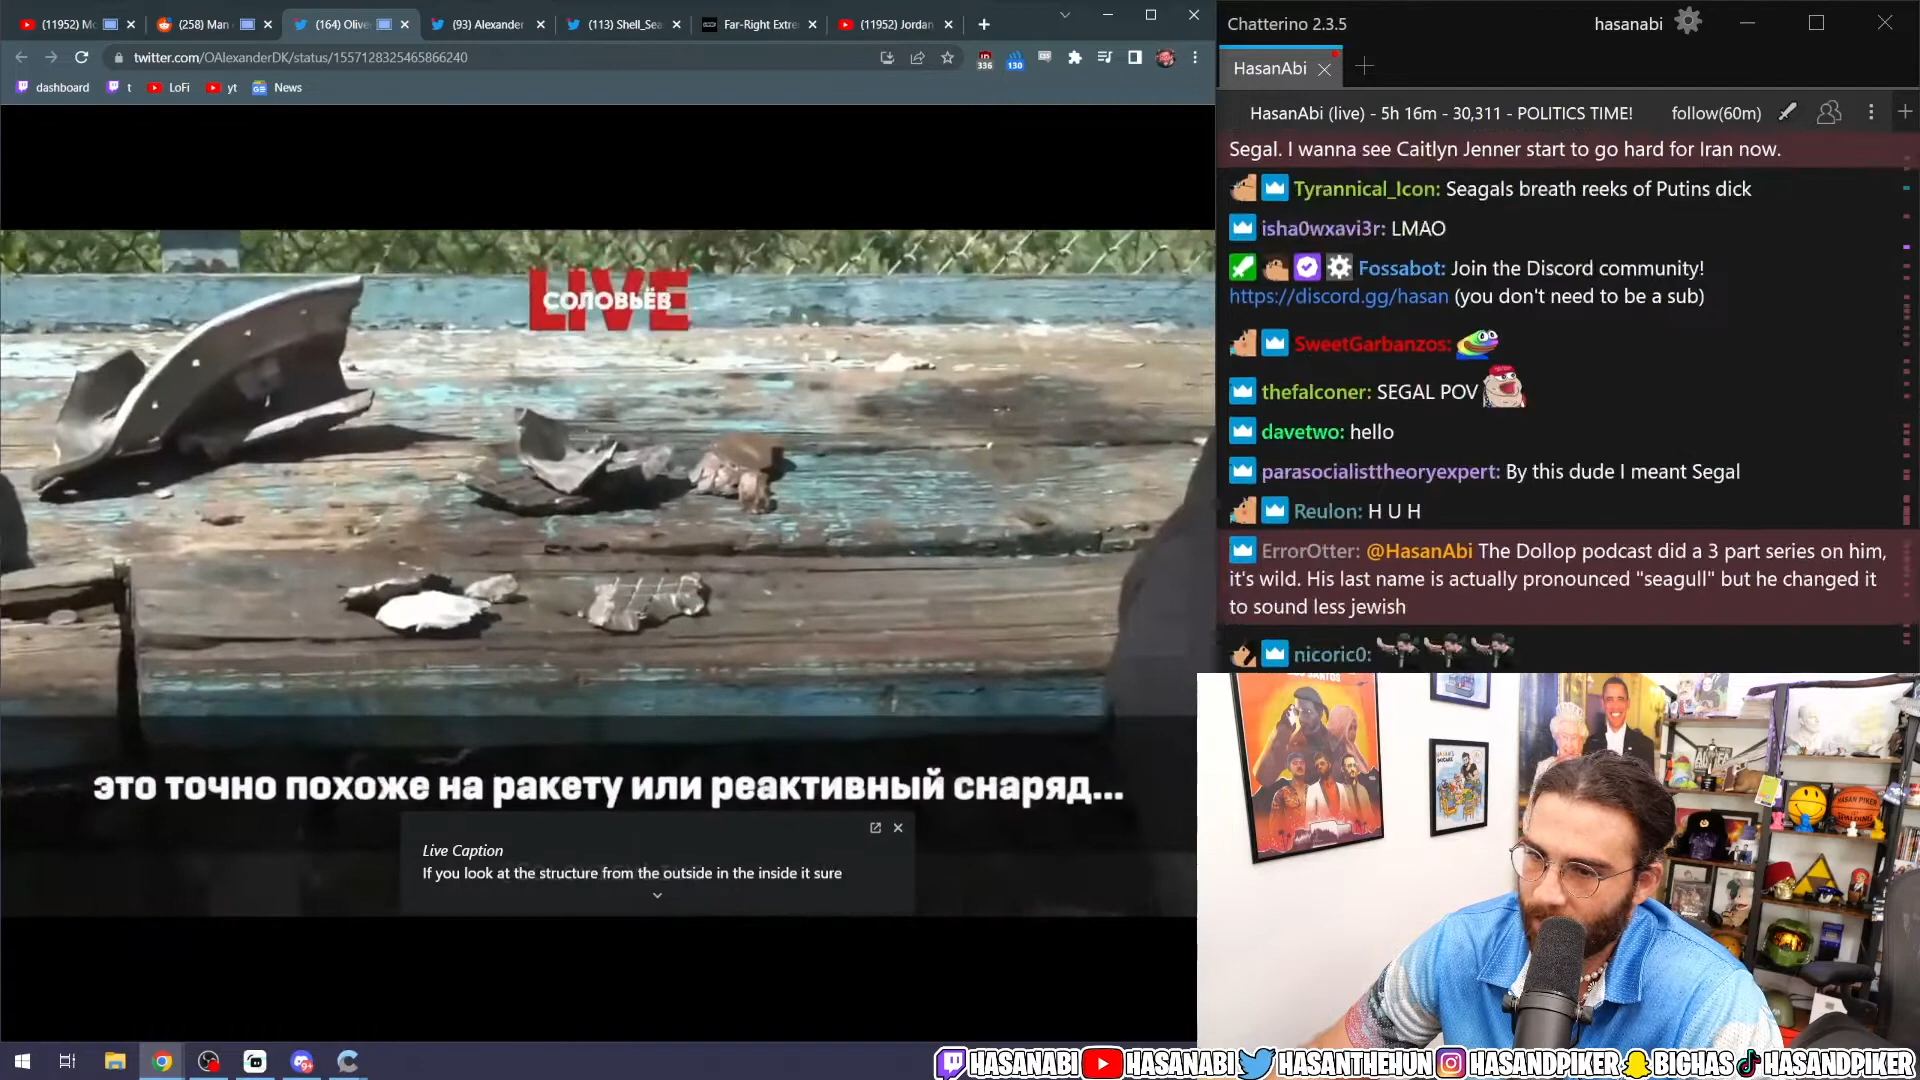 (11952) Mc
(258) Man
(164) Olive
(93) Alexander
(113) Shell_Sea
Far-Right Extre
(11952) Jordan
twitter.com/OAlexanderDK/status/1557128325465866240
336
130
dashboard
t
LoFi
yt
News
LIVE
СОЛОВЬЁВ
это точно похоже на ракету или реактивный снаряд...
Live Caption
If you look at the structure from the outside in the inside it sure
Chatterino 2.3.5
hasanabi
HasanAbi
HasanAbi (live) - 5h 16m - 30,311 - POLITICS TIME!
follow(60m)
Segal. I wanna see Caitlyn Jenner start to go hard for Iran now.
Tyrannical_Icon: Seagals breath reeks of Putins dick
isha0wxavi3r: LMAO
Fossabot: Join the Discord community!
https://discord.gg/hasan (you don't need to be a sub)
SweetGarbanzos:
thefalconer: SEGAL POV
davetwo: hello
parasocialisttheoryexpert: By this dude I meant Segal
Reulon: H U H
ErrorOtter: @HasanAbi The Dollop podcast did a 3 part series on him,
it's wild. His last name is actually pronounced "seagull" but he changed it
to sound less jewish
nicoric0:
HASAN PIKER
HASANABI
HASANABI
HASANTHEHUN
HASANDPIKER
BIGHAS
HASANDPIKER